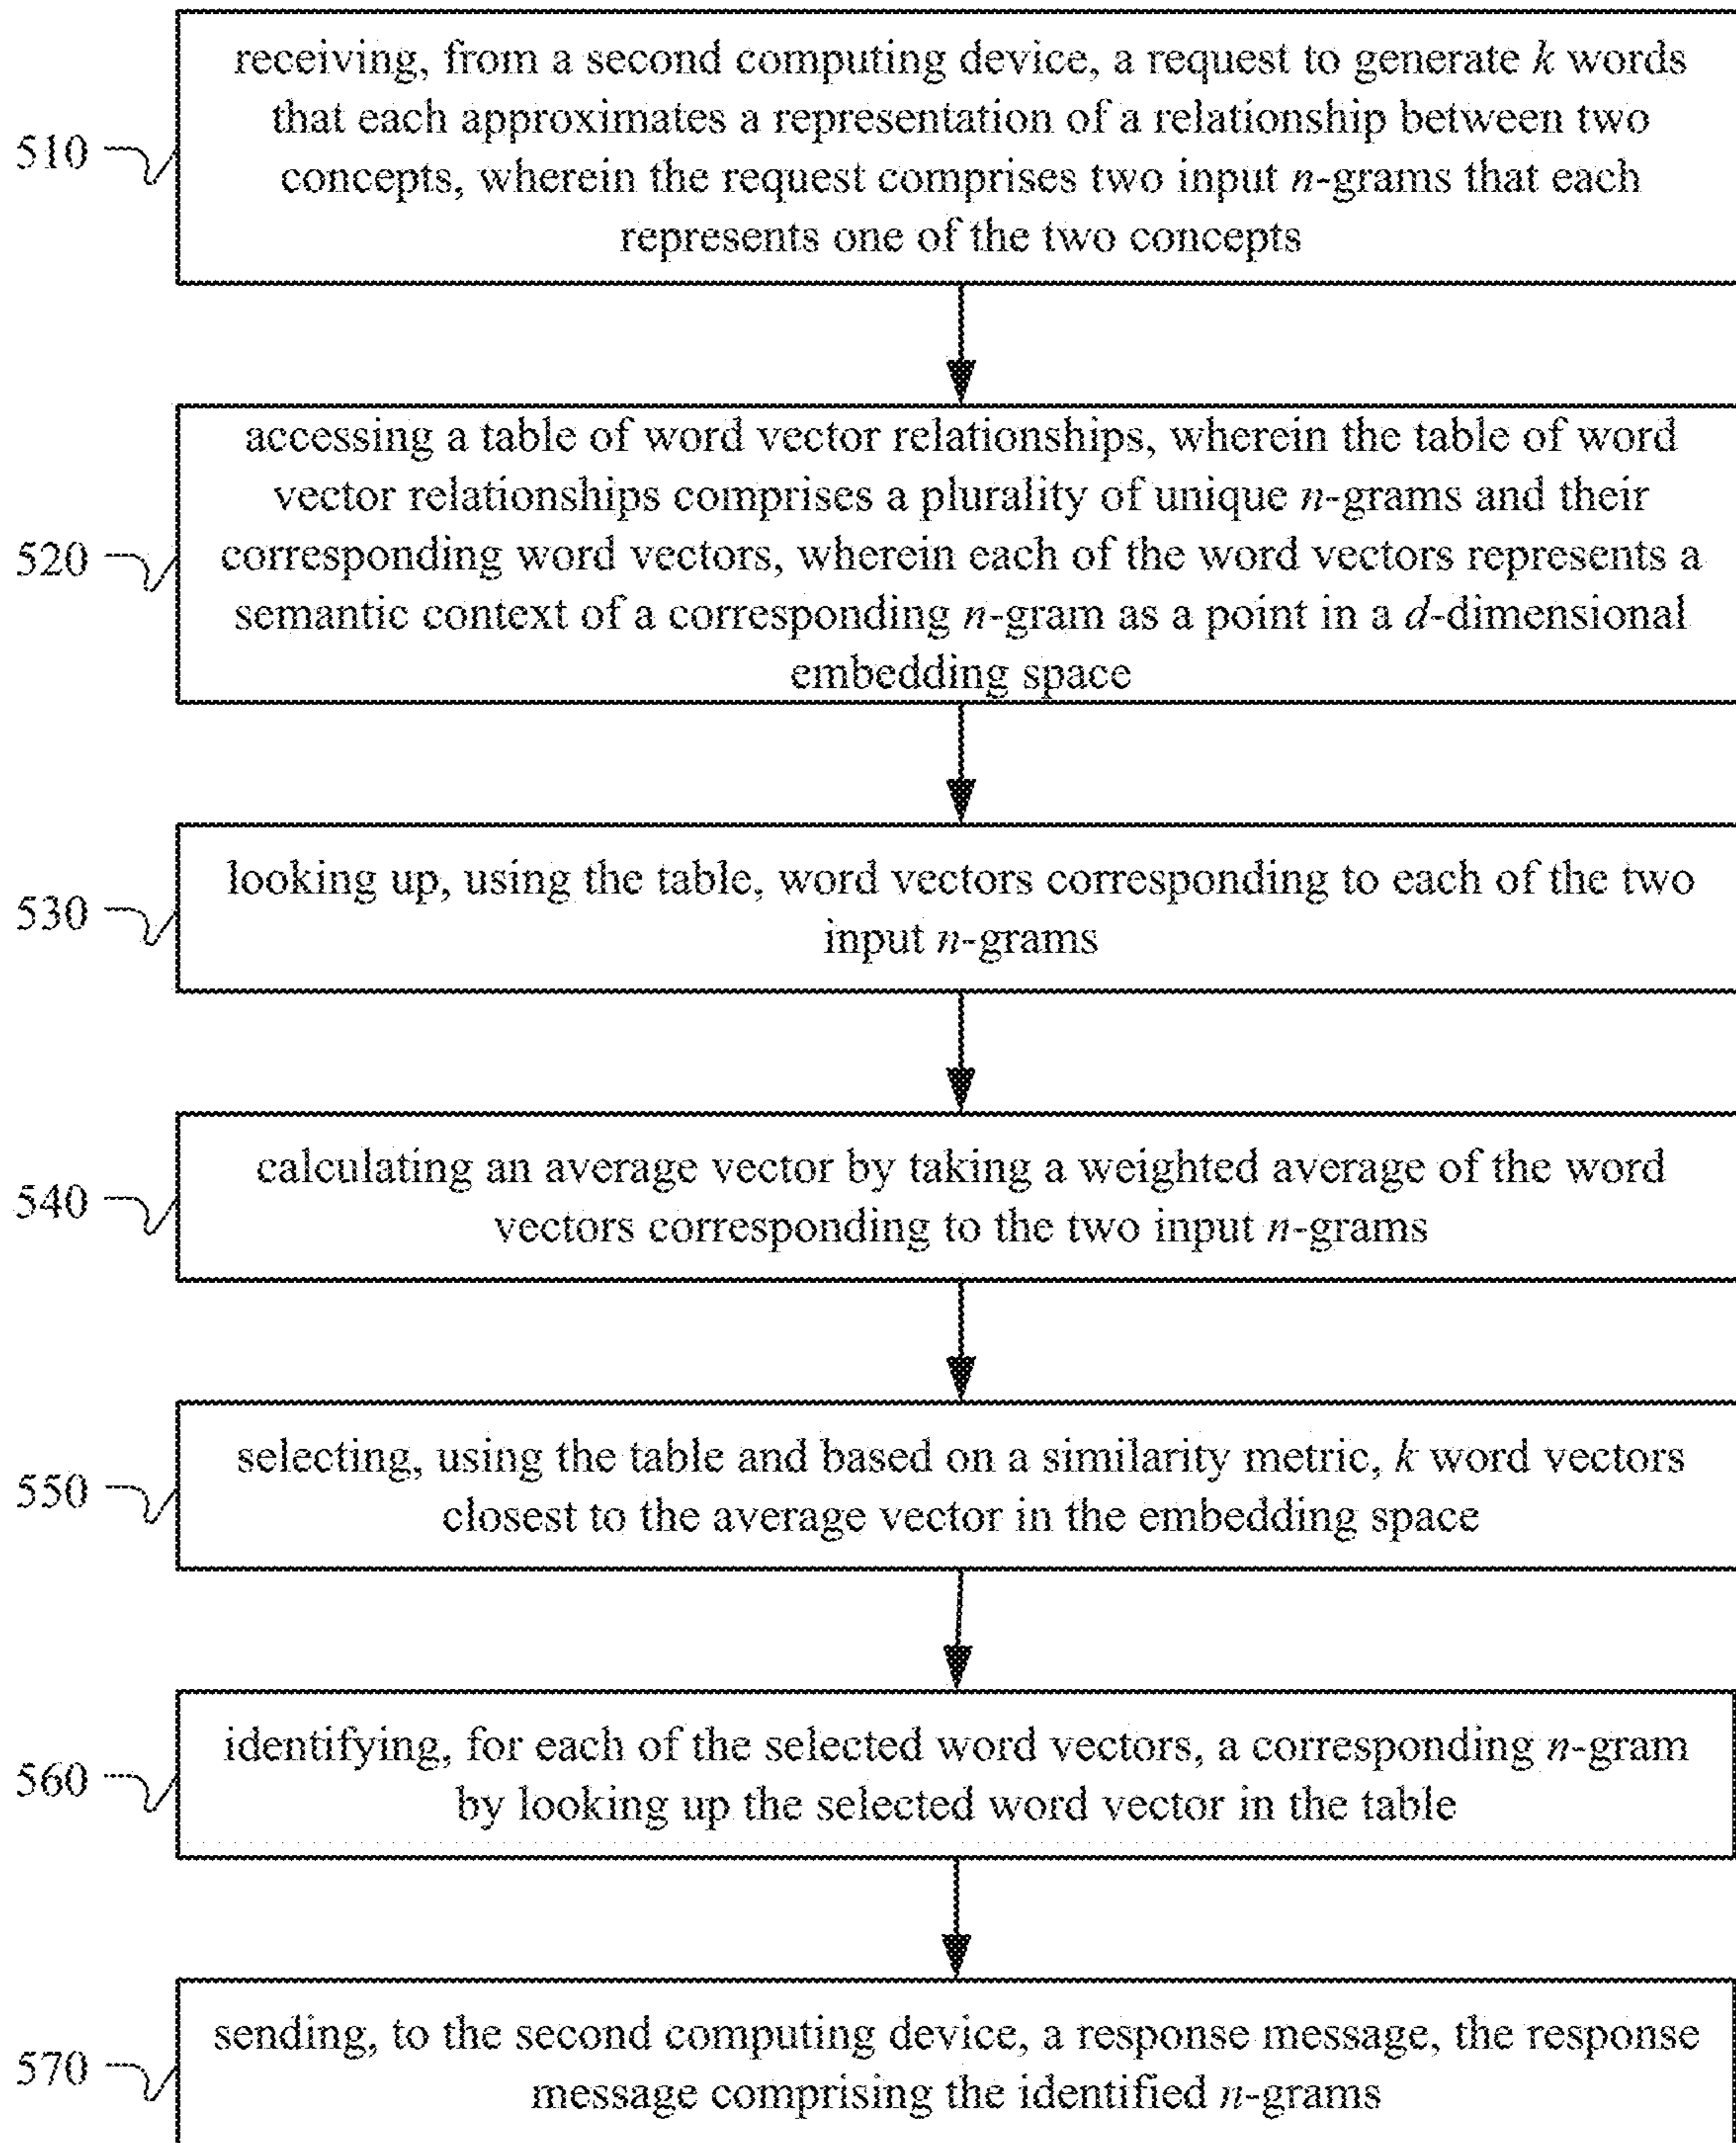 receiving, from a second computing device, a request to generate k words
that each approximates a representation of a relationship between two
510
concepts, wherein the request comprises two input n-grams that each
represents one of the two concepts
accessing a table of word vector relationships, wherein the table of word
vector relationships comprises a plurality of unique n-grams and their
520
corresponding word vectors, wherein each of the word vectors represents a
semantic context of a corresponding n-gram as a point in a d-dimensional
embedding space
530
looking up, using the table, word vectors corresponding to each of the two
input n-grams
540
calculating an average vector by taking a weighted average of the word
vectors corresponding to the two input n-grams
550
selecting, using the table and based on a similarity metric, k word vectors
closest to the average vector in the embedding space
560
identifying, for each of the selected word vectors, a corresponding n-gram
by looking up the selected word vector in the table
570
sending, to the second computing device, a response message, the response
message comprising the identified n-grams